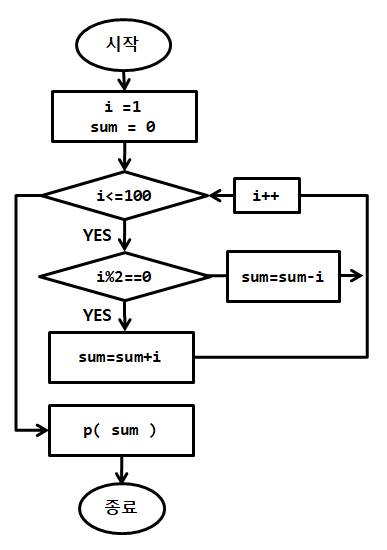 시작
i =1
sum = 0
i<=100
i++
YES
i%2==0
sum=sum-i
YES
sum=sum+i
p( sum )
종료